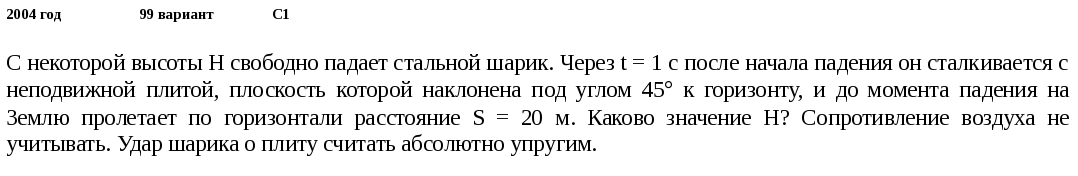 2004 год 99 вариант С1
С некоторой высоты Н свободно падает стальной шарик. Через t = 1 с после начала падения он сталкивается с
неподвижной плитой, плоскость которой наклонена под углом 45° к горизонту, и до момента падения на
Землю пролетает по горизонтали расстояние S = 20 м. Каково значение Н? Сопротивление воздуха не
учитывать. Удар шарика о плиту считать абсолютно упругим.